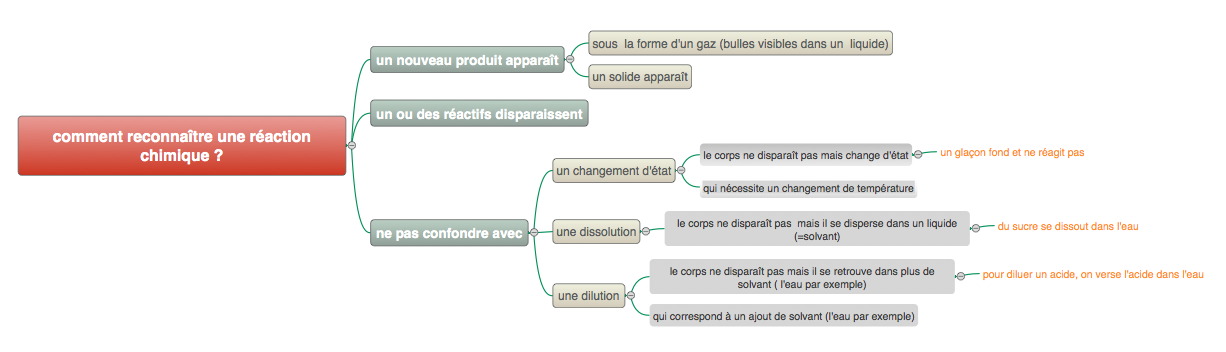 comment reconnaître une réaction
chimique ?
un nouveau produit apparaît
sous  la forme d'un gaz (bulles visibles dans un  liquide)
un solide apparaît
un ou des réactifs disparaissent
ne pas confondre avec
un changement d'état
le corps ne disparaît pas mais change d'état
un glaçon fond et ne réagit pas
qui nécessite un changement de température
une dissolution
le corps ne disparaît pas  mais il se disperse dans un liquide
(=solvant)
du sucre se dissout dans l'eau
une dilution
le corps ne disparaît pas mais il se retrouve dans plus de
solvant ( l'eau par exemple)
pour diluer un acide, on verse l'acide dans l'eau
qui correspond à un ajout de solvant (l'eau par exemple)